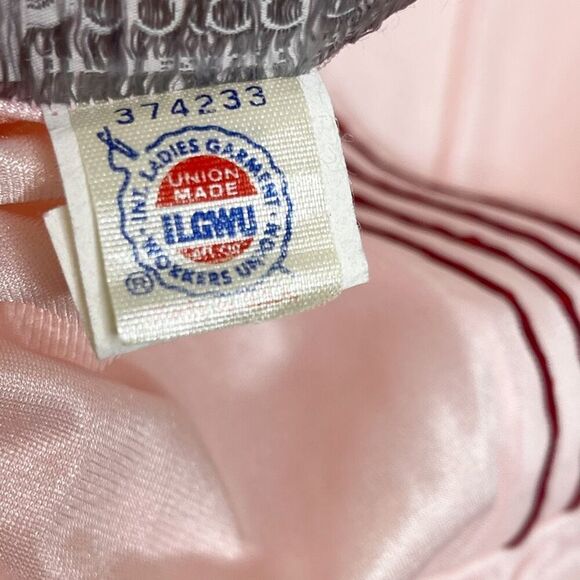 374233
INT. LADIES GARMENT
WORKERS UNION
UNION
MADE
ILGWU
®